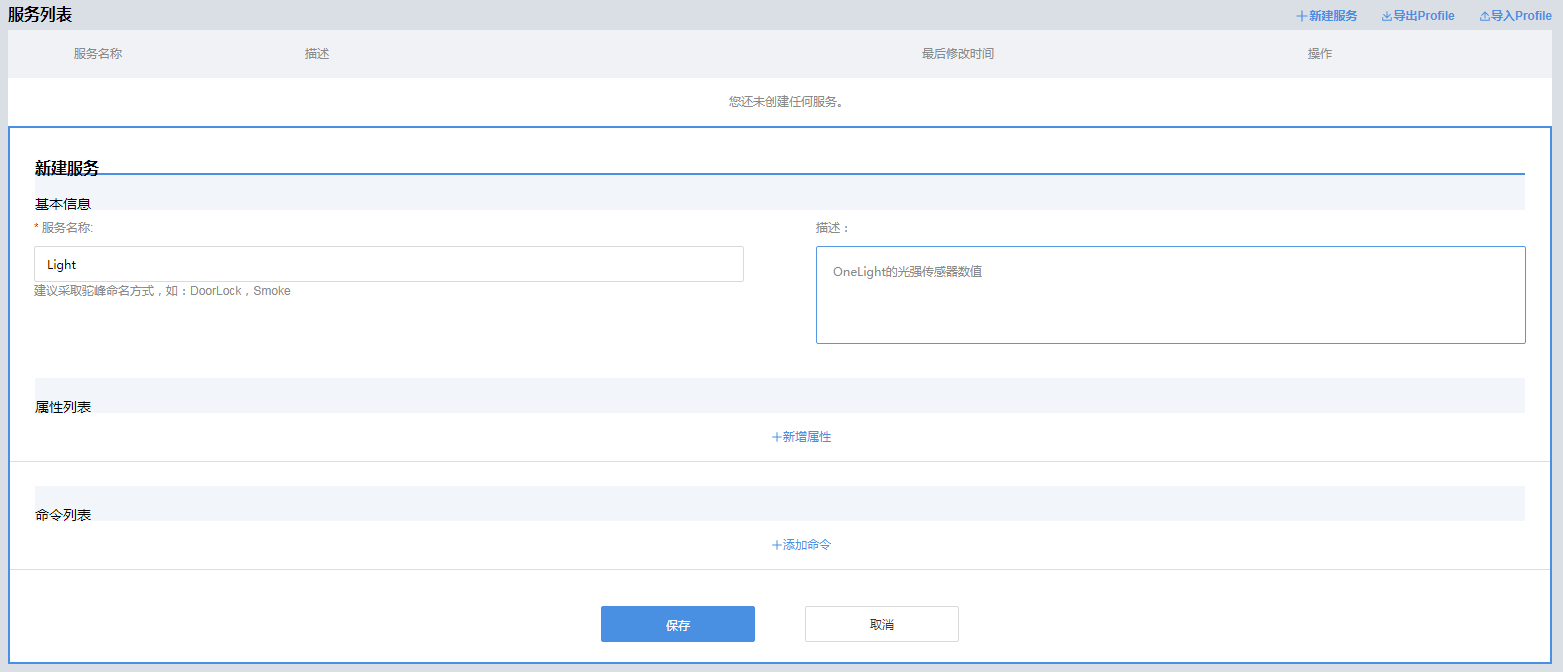 服务列表
+新建服务 导出Profile 导入Profile
服务名称 描述 最后修改时间 操作
您还未创建任何服务。
新建服务
基本信息
* 服务名称: 描述：
Light
OneLight的光强传感器数值
建议采取驼峰命名方式，如：DoorLock，Smoke
属性列表
+新增属性
命令列表
+添加命令
保存 取消